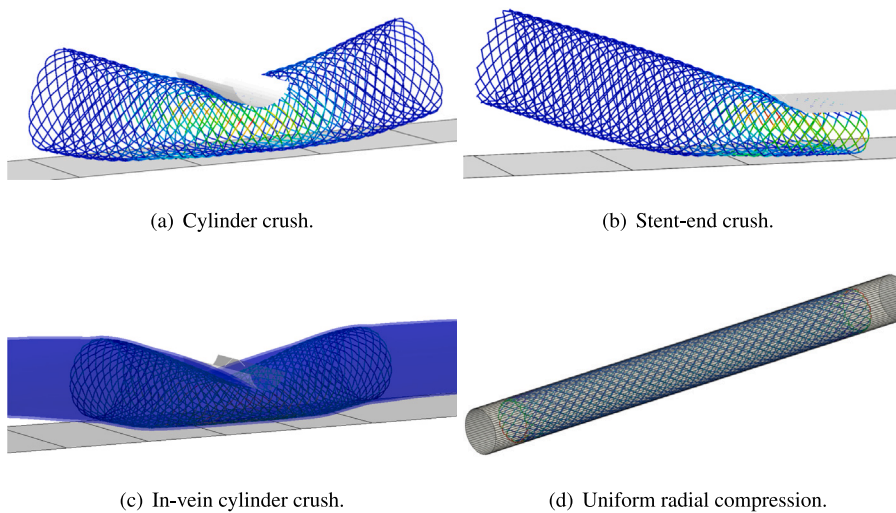 (a) Cylinder crush.
(b) Stent-end crush.
(c) In-vein cylinder crush.
(d) Uniform radial compression.